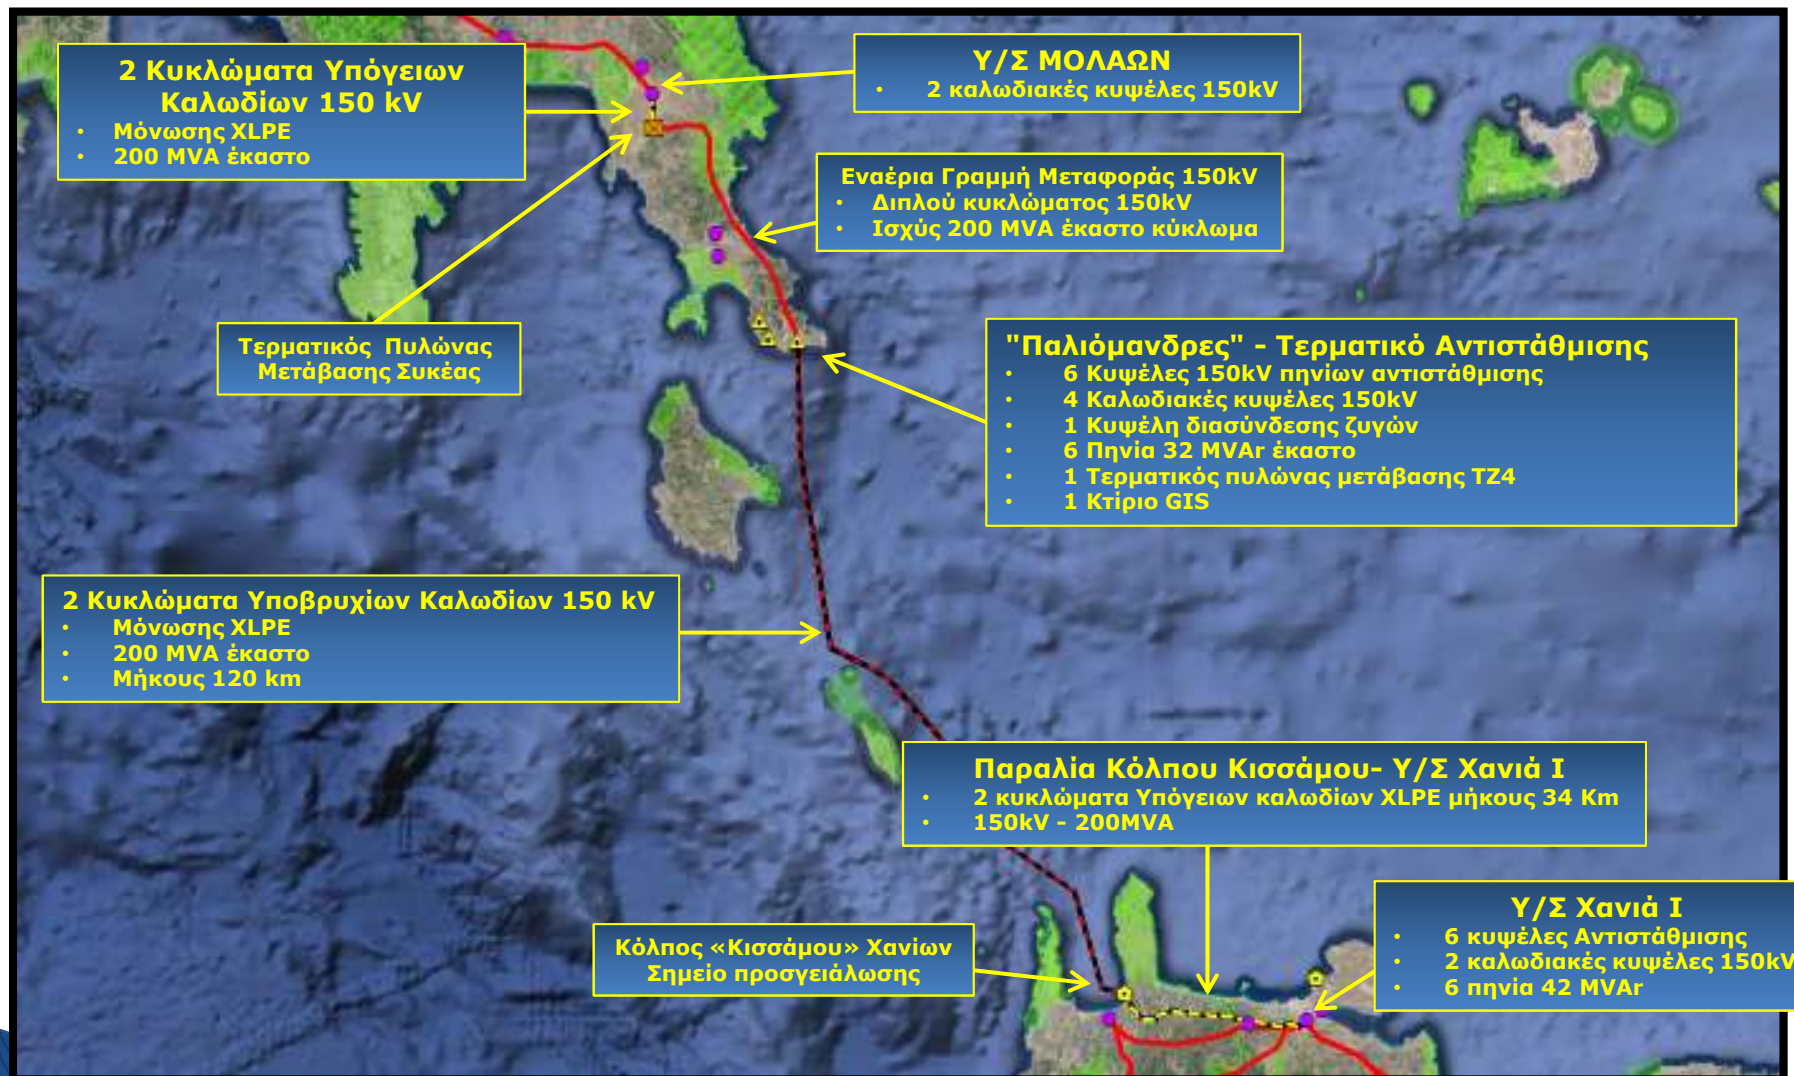 2 Κυκλώματα Υπόγειων
Καλωδίων 150 kV
• Μόνωσης XLPE
• 200 MVA έκαστο
Υ/Σ ΜΟΛΑΩΝ
• 2 καλωδιακές κυψέλες 150kV
Εναέρια Γραμμή Μεταφοράς 150kV
• Διπλού κυκλώματος 150kV
• Ισχύς 200 MVA έκαστο κύκλωμα
Τερματικός Πυλώνας
Μετάβασης Συκέας
"Παλιόμανδρες" - Τερματικό Αντιστάθμισης
• 6 Κυψέλες 150kV πηνίων αντιστάθμισης
• 4 Καλωδιακές κυψέλες 150kV
• 1 Κυψέλη διασύνδεσης ζυγών
• 6 Πηνία 32 MVAr έκαστο
• 1 Τερματικός πυλώνας μετάβασης ΤΖ4
• 1 Κτίριο GIS
2 Κυκλώματα Υποβρυχίων Καλωδίων 150 kV
• Μόνωσης XLPE
• 200 MVA έκαστο
• Μήκους 120 km
Παραλία Κόλπου Κισσάμου- Υ/Σ Χανιά Ι
• 2 κυκλώματα Υπόγειων καλωδίων XLPE μήκους 34 Km
• 150kV - 200MVA
Κόλπος «Κισσάμου» Χανίων
Σημείο προσγειάλωσης
Υ/Σ Χανιά Ι
• 6 κυψέλες Αντιστάθμισης
• 2 καλωδιακές κυψέλες 150kV
• 6 πηνία 42 MVAr